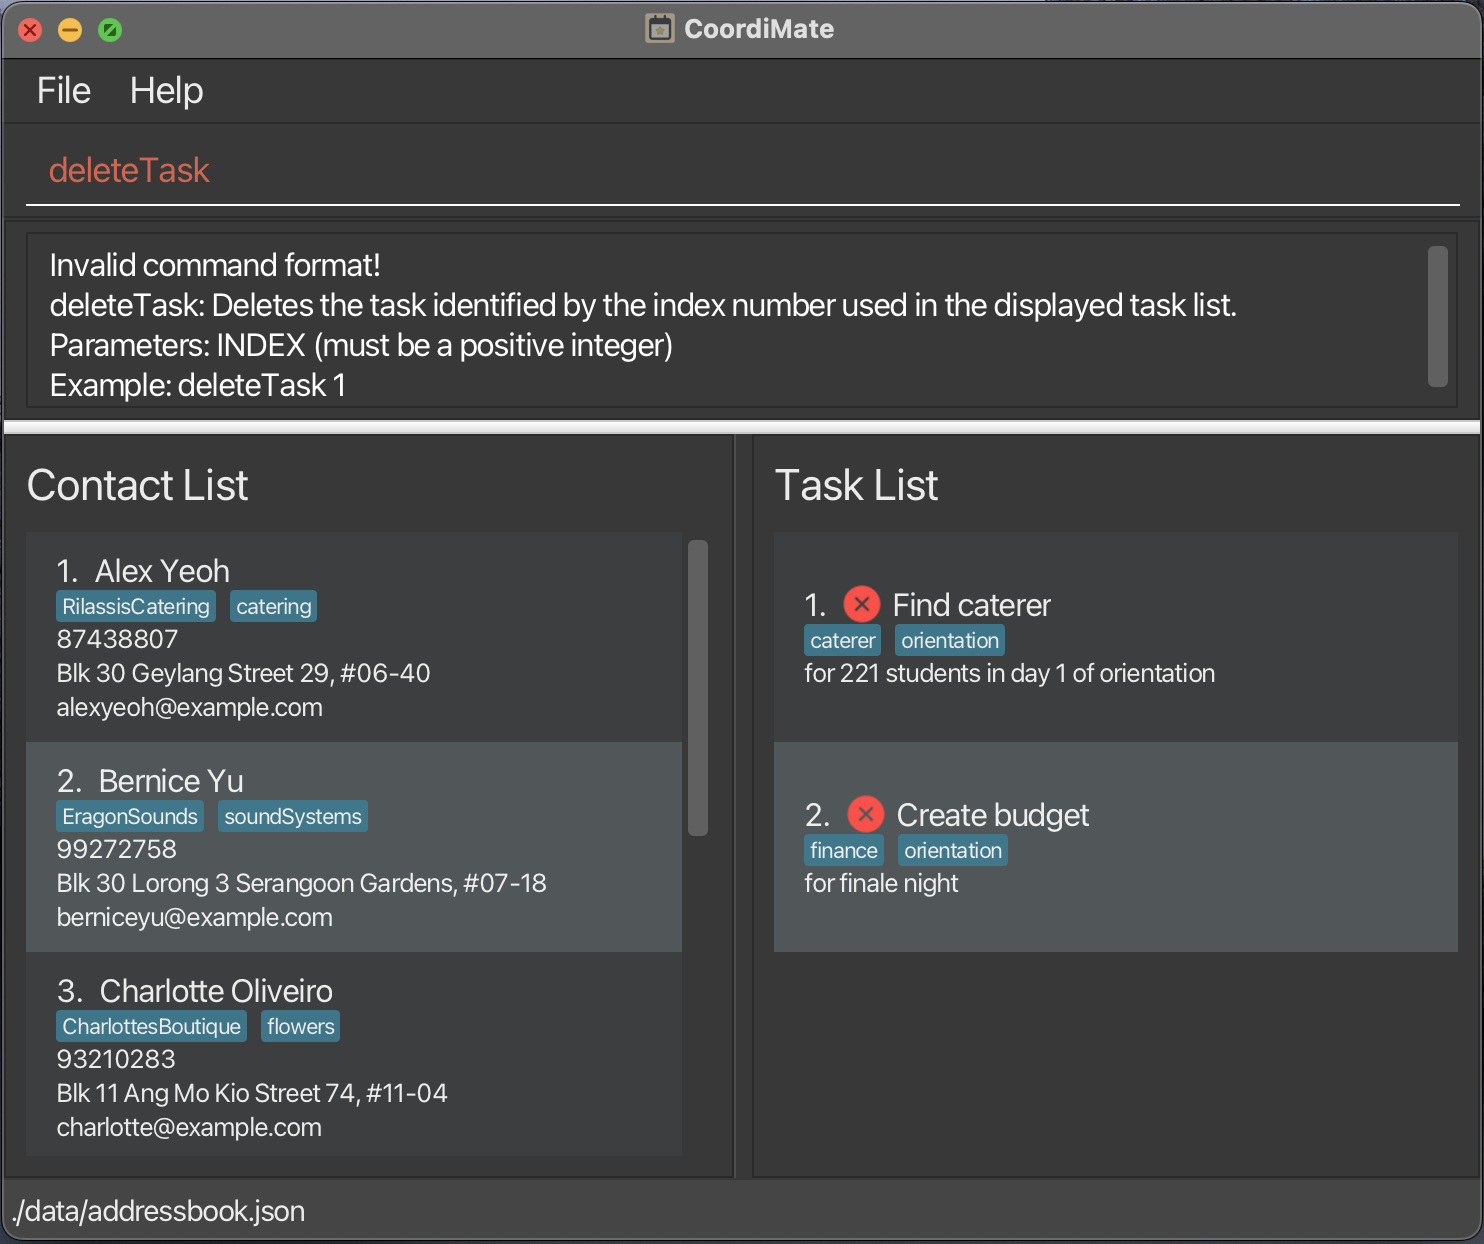 CoordiMate
File Help
deleteTask
Invalid command format!
deleteTask: Deletes the task identified by the index number used in the displayed task list.
Parameters: INDEX (must be a positive integer)
Example: deleteTask 1
Contact List
1. Alex Yeoh
RilassisCatering catering
87438807
Blk 30 Geylang Street 29, #06-40
alexyeoh@example.com
2. Bernice Yu
EragonSounds soundSystems
99272758
Blk 30 Lorong 3 Serangoon Gardens, #07-18
berniceyu@example.com
3. Charlotte Oliveiro
CharlottesBoutique flowers
93210283
Blk 11 Ang Mo Kio Street 74, #11-04
charlotte@example.com
Task List
1. Find caterer
caterer orientation
for 221 students in day 1 of orientation
2. Create budget
finance orientation
for finale night
./data/addressbook.json